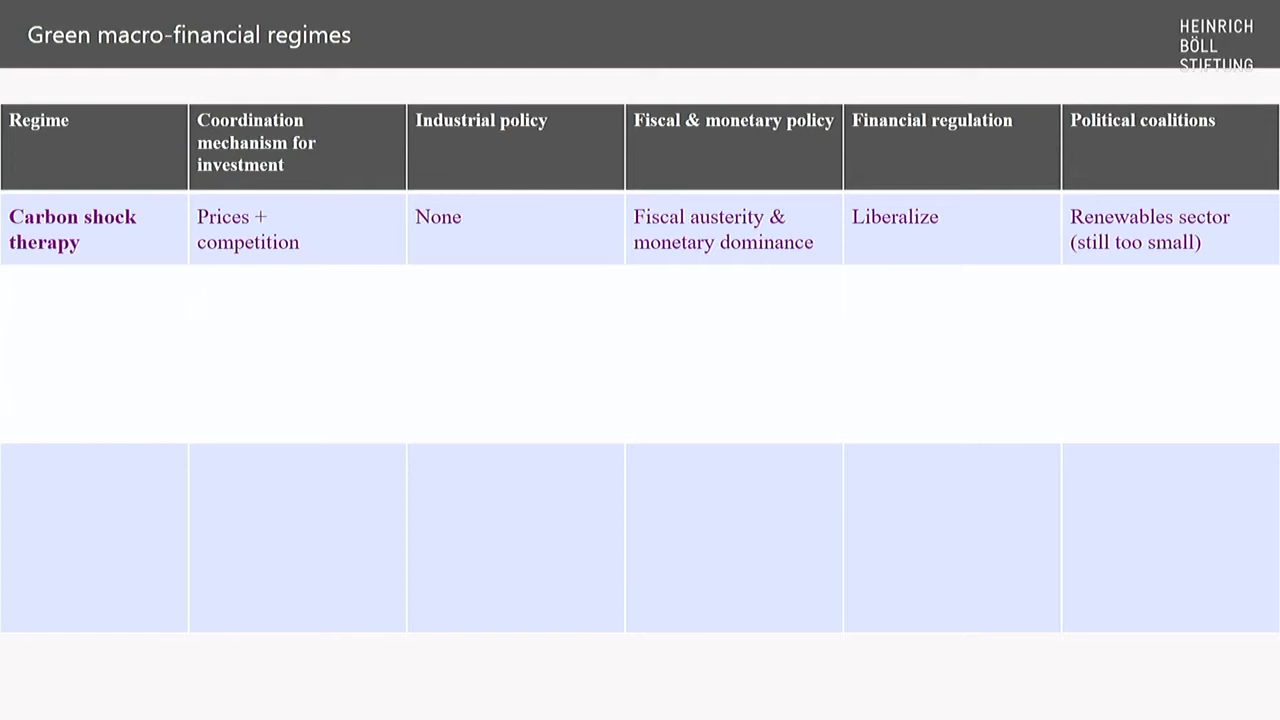 Green macro-financial regimes
HEINRICH
BÖLL
STIFTUNG
Regime
Coordination
mechanism for
investment
Industrial policy
Fiscal & monetary policy
Financial regulation
Political coalitions
Carbon shock
therapy
Prices +
competition
None
Fiscal austerity &
monetary dominance
Liberalize
Renewables sector
(still too small)